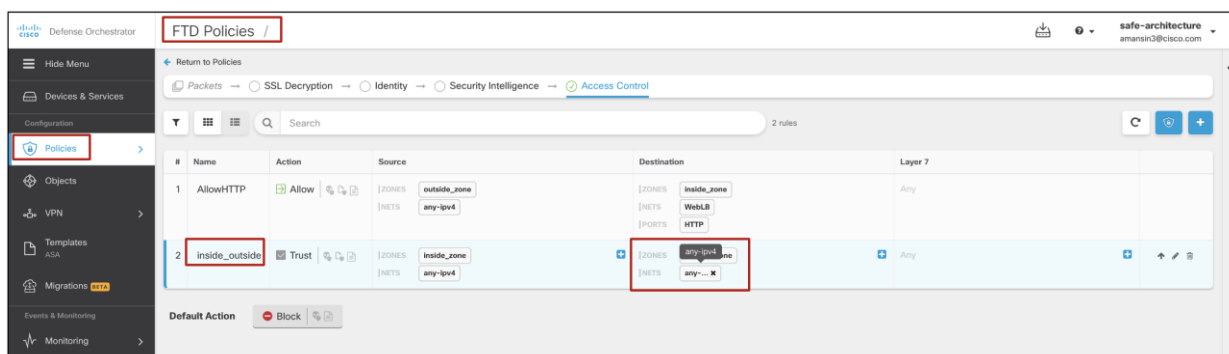 cisco Defense Orchestrator
FTD Policies /
safe-architecture
amansin3@cisco.com
Hide Menu
Return to Policies
Packets → SSL Decryption → Identity → Security Intelligence → Access Control
Devices & Services
Configuration
Search
2 rules
Policies
# Name Action Source Destination Layer 7
Objects
1 AllowHTTP Allow ZONES outside_zone ZONES inside_zone Any
NETS any-ipv4 NETS WebLB
PORTS HTTP
VPN
Templates
ASA
2 inside_outside Trust ZONES inside_zone ZONES any-ipv4 ne Any
NETS any-ipv4 NETS any-... ×
Migrations BETA
Events & Monitoring
Default Action Block
Monitoring